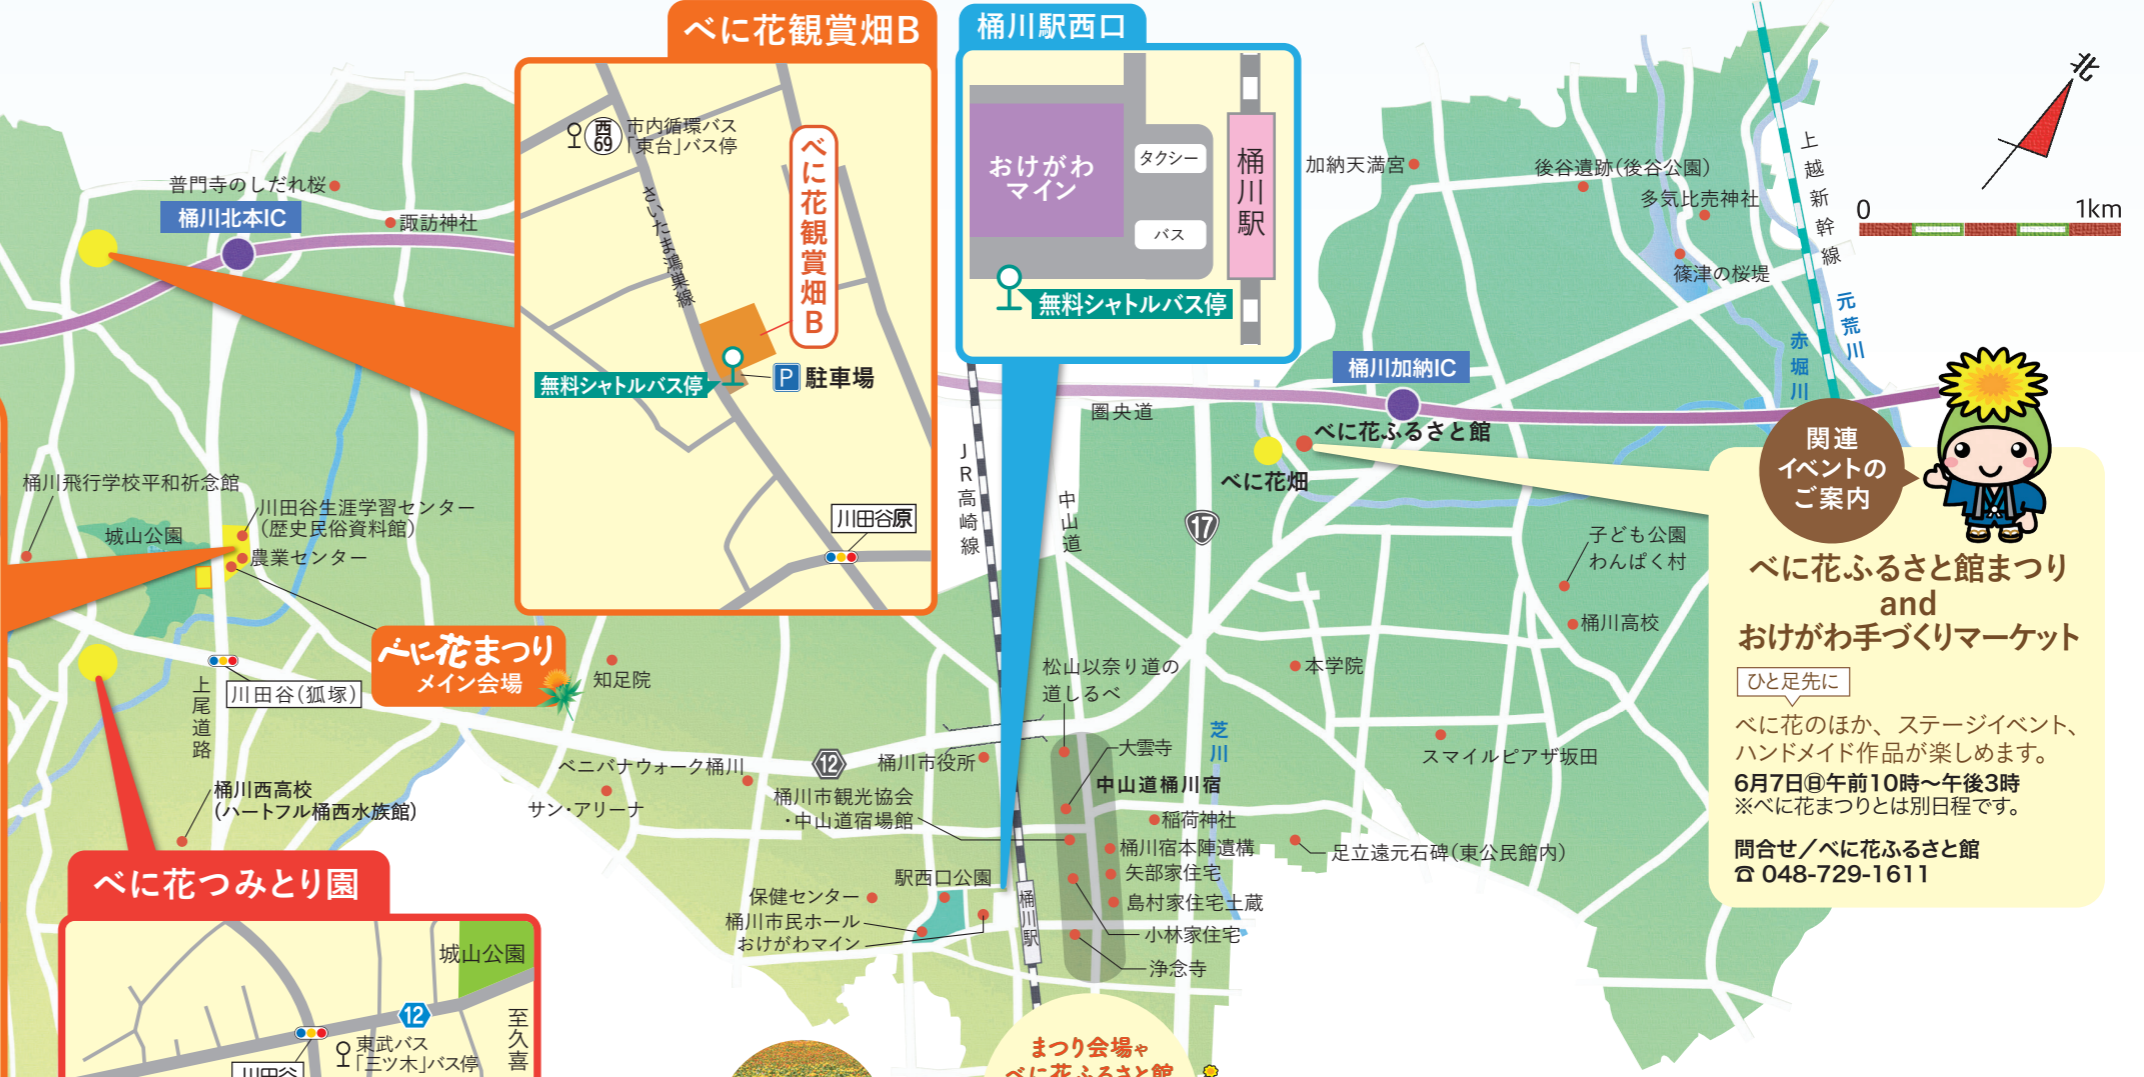 べに花観賞畑B
西69
市内循環バス
「東台」バス停
べに花観賞畑B
さいたま鴻巣線
無料シャトルバス停
P 駐車場
川田谷原
桶川駅西口
おけがわ
マイン
タクシー
バス
桶川駅
無料シャトルバス停
北
0 1km
加納天満宮
後谷遺跡(後谷公園)
多気比売神社
篠津の桜堤
上越新幹線
元荒川
赤堀川
普門寺のしだれ桜
桶川北本IC
諏訪神社
桶川加納IC
圏央道
べに花ふるさと館
べに花畑
JR高崎線
中山道
17
桶川飛行学校平和祈念館
城山公園
川田谷生涯学習センター
(歴史民俗資料館)
農業センター
べに花まつり
メイン会場
川田谷(狐塚)
上尾道路
知足院
桶川西高校
(ハートフル桶西水族館)
ベニバナウォーク桶川
サン・アリーナ
12
桶川市役所
桶川市観光協会
・中山道宿場館
松山以奈り道の
道しるべ
大雲寺
中山道桶川宿
稲荷神社
桶川宿本陣遺構
矢部家住宅
島村家住宅土蔵
小林家住宅
浄念寺
芝川
本学院
スマイルピアザ坂田
足立遠元石碑(東公民館内)
子ども公園
わんぱく村
桶川高校
駅西口公園
保健センター
桶川市民ホール
おけがわマイン
桶川駅
関連
イベントの
ご案内
べに花ふるさと館まつり
and
おけがわ手づくりマーケット
ひと足先に
べに花のほか、ステージイベント、
ハンドメイド作品が楽しめます。
6月7日㊐午前10時〜午後3時
※べに花まつりとは別日程です。
問合せ／べに花ふるさと館
☎ 048-729-1611
べに花つみとり園
城山公園
12
東武バス
「三ツ木」バス停
至久喜
川田谷
まつり会場や
べに花ふるさと館